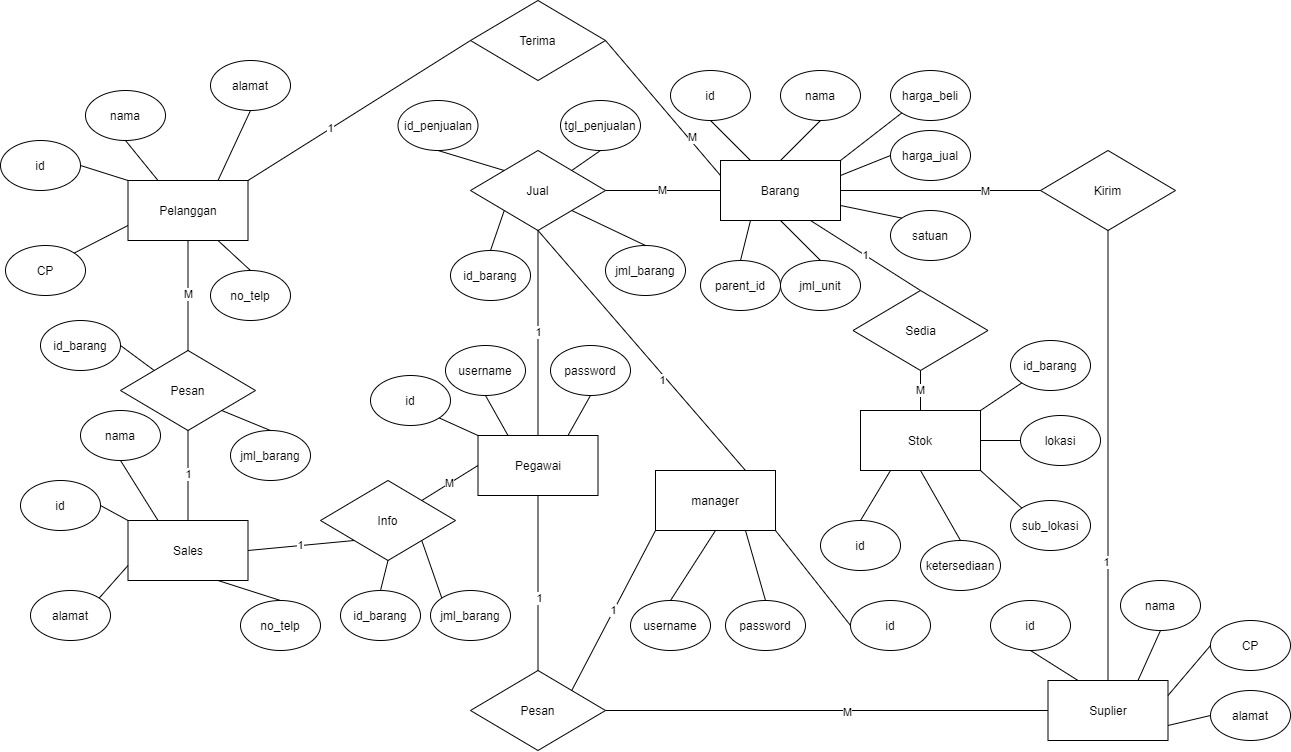 Terima
alamat
nama
id
1
M
id
nama
harga_beli
id_penjualan
tgl_penjualan
harga_jual
Pelanggan
Jual
M
Barang
M
Kirim
satuan
CP
no_telp
id_barang
jml_barang
parent_id
jml_unit
1
M
1
Sedia
id_barang
Pesan
username
password
1
id
M
id_barang
nama
jml_barang
Stok
lokasi
1
Pegawai
M
id
Info
manager
sub_lokasi
Sales
1
id
ketersediaan
1
alamat
no_telp
id_barang
jml_barang
1
1
username
password
id
id
nama
CP
Pesan
M
Suplier
alamat